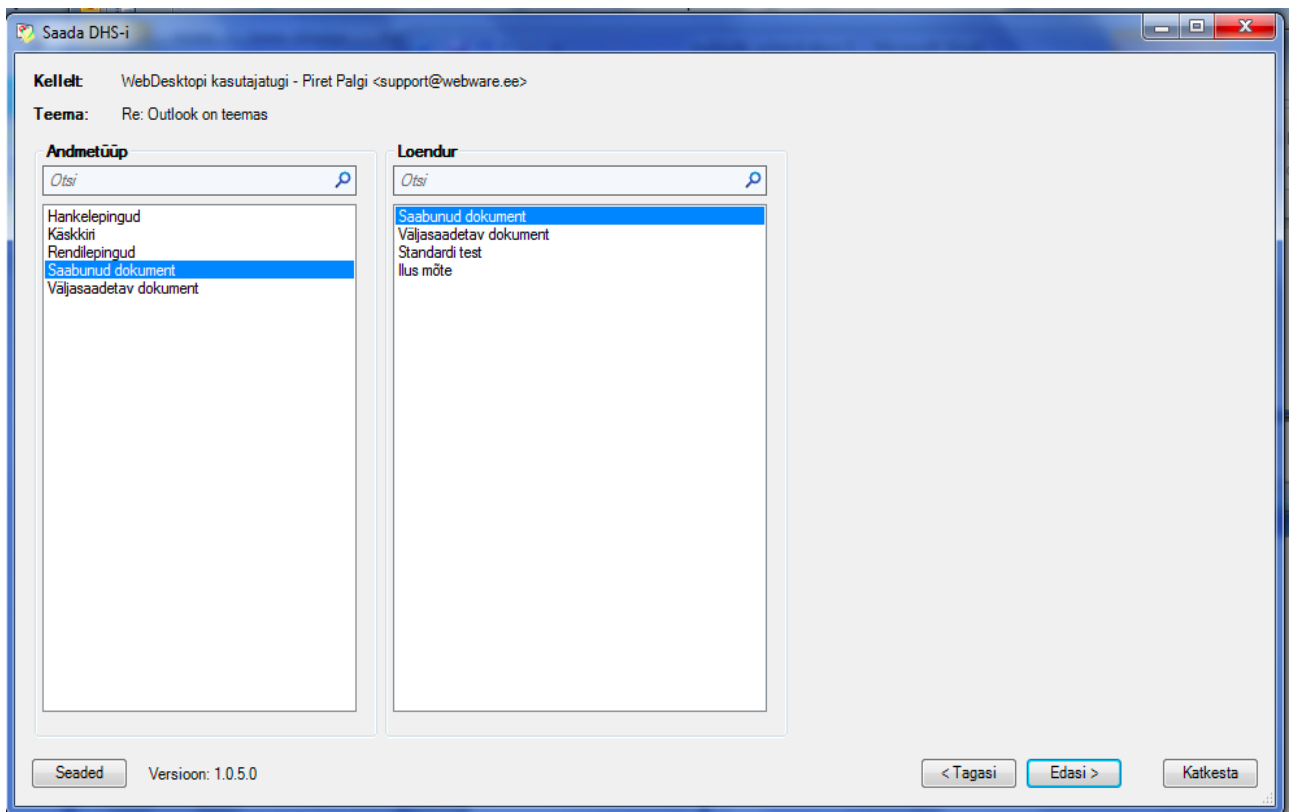 Saada DHS-i
Kellelt: WebDesktopi kasutajatugi - Piret Palgi <support@webware.ee>
Teema: Re: Outlook on teemas
Andmetüüp
Otsi
Hankelepingud
Käskkiri
Rendilepingud
Saabunud dokument
Väljasaadetav dokument
Loendur
Otsi
Saabunud dokument
Väljasaadetav dokument
Standardi test
Ilus mõte
Seaded Versioon: 1.0.5.0 < Tagasi Edasi > Katkesta